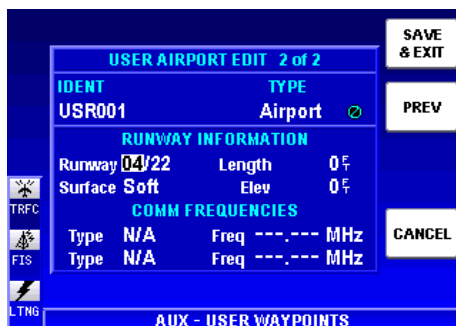 SAVE
& EXIT
USER AIRPORT EDIT 2 of 2
IDENT TYPE
USR001 Airport
PREV
RUNWAY INFORMATION
Runway 04/22 Length 0 FT
Surface Soft Elev 0 FT
TRFC
COMM FREQUENCIES
Type N/A Freq ---.--- MHz
CANCEL
FIS
Type N/A Freq ---.--- MHz
LTNG
AUX - USER WAYPOINTS